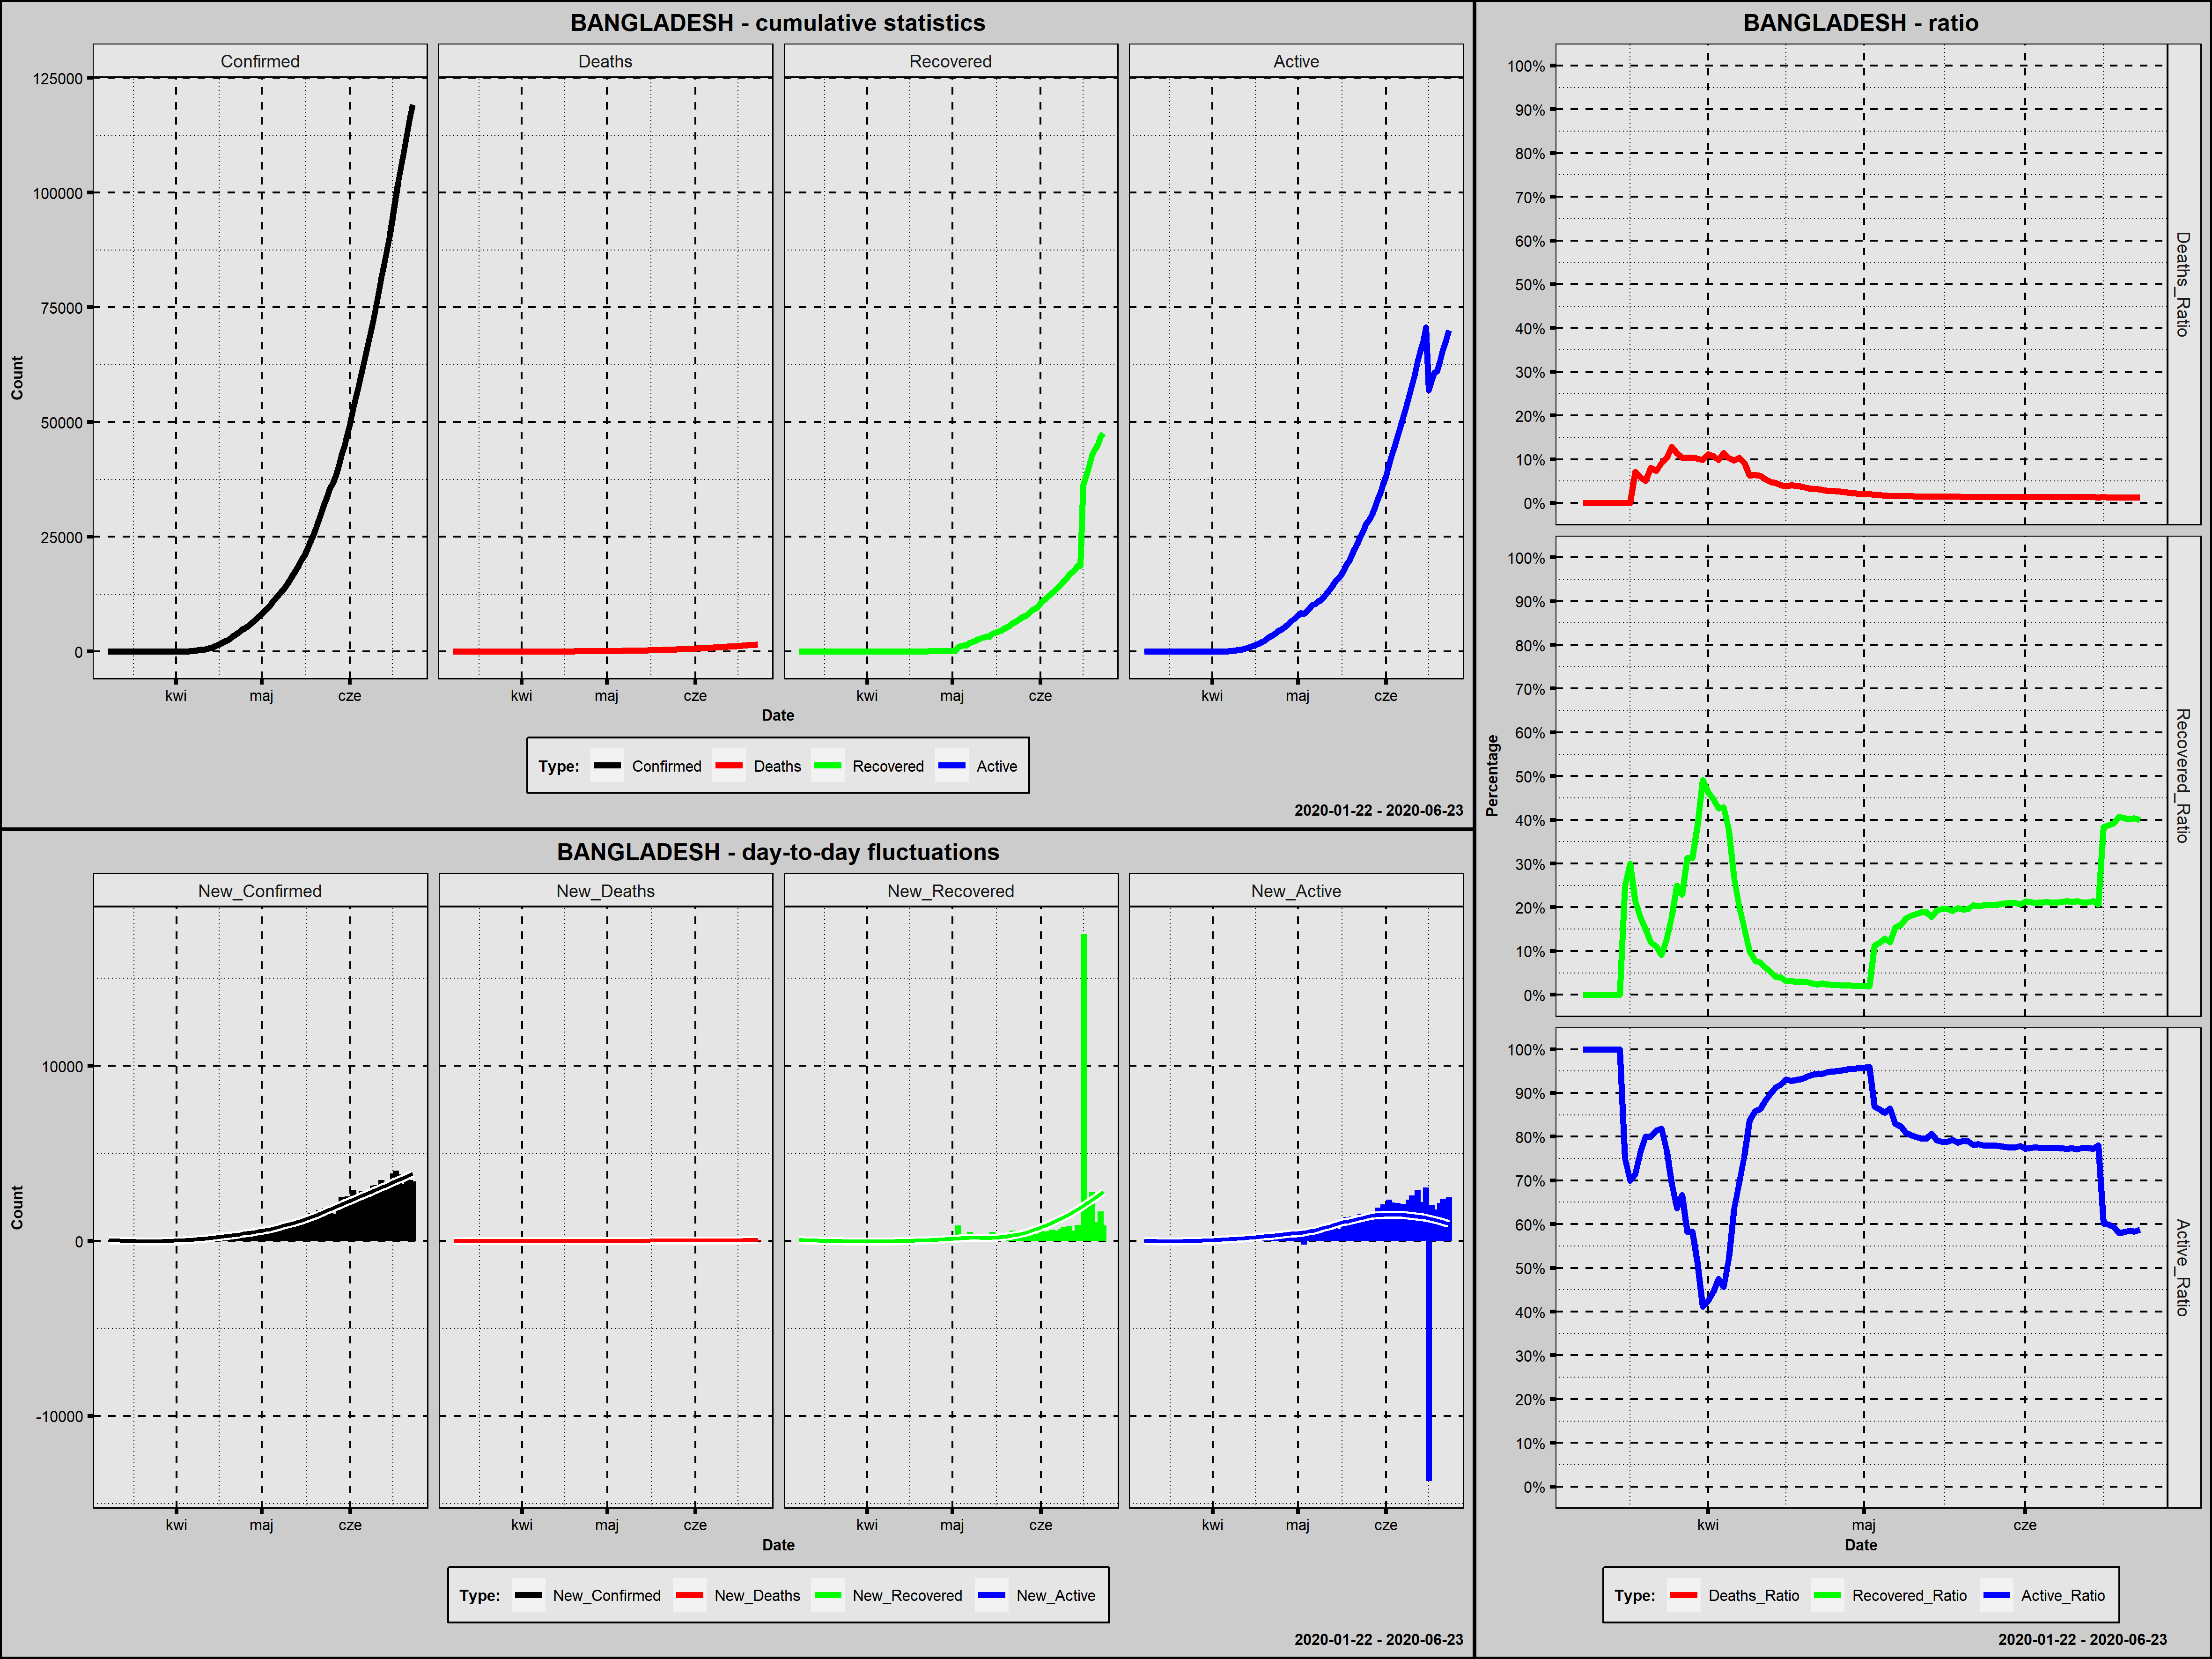 BANGLADESH - cumulative statistics
Confirmed Deaths Recovered Active
Count
125000
100000
75000
50000
25000
0
kwi maj cze kwi maj cze kwi maj cze kwi maj cze
Date
Type: Confirmed Deaths Recovered Active
2020-01-22 - 2020-06-23
BANGLADESH - day-to-day fluctuations
New_Confirmed New_Deaths New_Recovered New_Active
Count
10000
0
-10000
kwi maj cze kwi maj cze kwi maj cze kwi maj cze
Date
Type: New_Confirmed New_Deaths New_Recovered New_Active
2020-01-22 - 2020-06-23
BANGLADESH - ratio
Percentage
100%
90%
80%
70%
60%
50%
40%
30%
20%
10%
0%
Deaths_Ratio
100%
90%
80%
70%
60%
50%
40%
30%
20%
10%
0%
Recovered_Ratio
100%
90%
80%
70%
60%
50%
40%
30%
20%
10%
0%
Active_Ratio
kwi maj cze
Date
Type: Deaths_Ratio Recovered_Ratio Active_Ratio
2020-01-22 - 2020-06-23